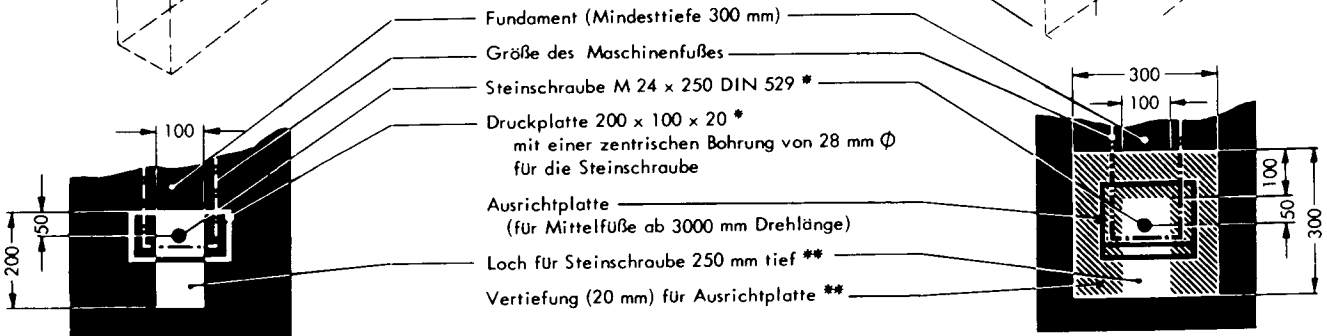 Fundament (Mindesttiefe 300 mm)
Größe des Maschinenfußes
Steinschraube M 24 x 250 DIN 529 *
Druckplatte 200 x 100 x 20 *
mit einer zentrischen Bohrung von 28 mm ϕ
für die Steinschraube
Ausrichtplatte
(für Mittelfüße ab 3000 mm Drehlänge)
Loch für Steinschraube 250 mm tief **
Vertiefung (20 mm) für Ausrichtplatte **
100
50
200
300
100
100
50
300